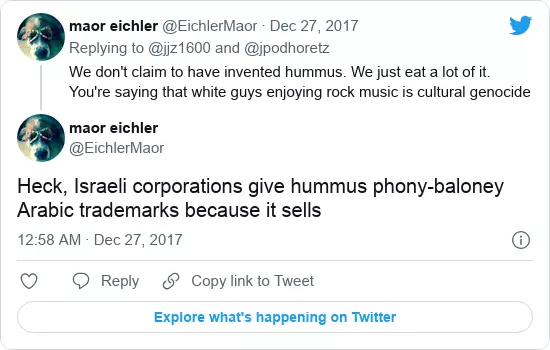 maor eichler @EichlerMaor · Dec 27, 2017
Replying to @jjz1600 and @jpodhoretz
We don't claim to have invented hummus. We just eat a lot of it.
You're saying that white guys enjoying rock music is cultural genocide
maor eichler
@EichlerMaor
Heck, Israeli corporations give hummus phony-baloney
Arabic trademarks because it sells
12:58 AM · Dec 27, 2017
Reply
Copy link to Tweet
Explore what's happening on Twitter